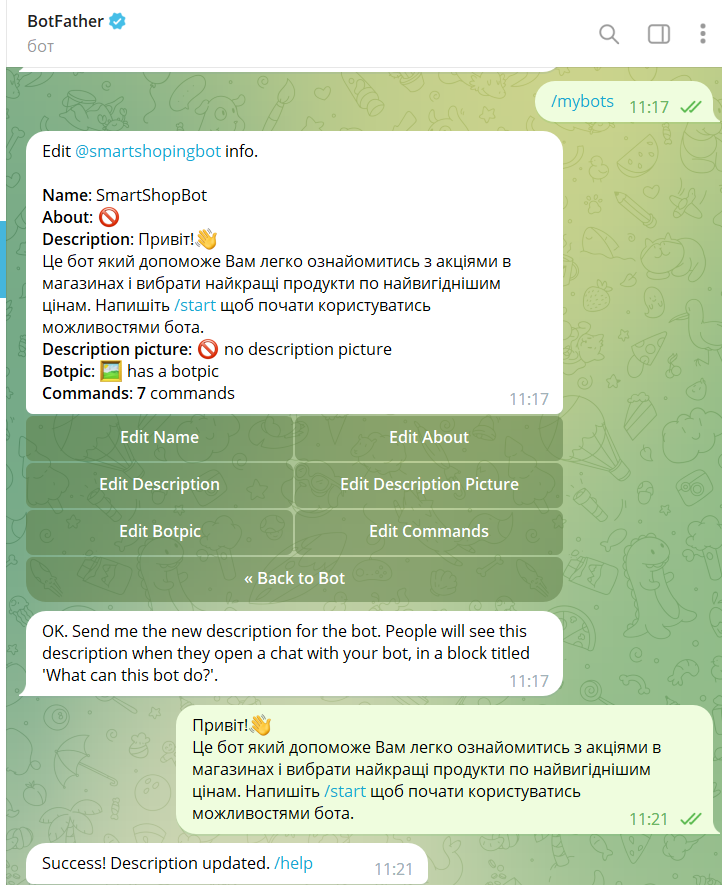 BotFather
бот
/mybots 11:17
Edit @smartshopingbot info.
Name: SmartShopBot
About: 🚫
Description: Привіт!👋
Це бот який допоможе Вам легко ознайомитись з акціями в
магазинах і вибрати найкращі продукти по найвигіднішим
цінам. Напишіть /start щоб почати користуватись
можливостями бота.
Description picture: 🚫 no description picture
Botpic: 🖼 has a botpic
Commands: 7 commands
11:17
Edit Name
Edit About
Edit Description
Edit Description Picture
Edit Botpic
Edit Commands
« Back to Bot
OK. Send me the new description for the bot. People will see this
description when they open a chat with your bot, in a block titled
'What can this bot do?'.
11:17
Привіт!👋
Це бот який допоможе Вам легко ознайомитись з акціями в
магазинах і вибрати найкращі продукти по найвигіднішим
цінам. Напишіть /start щоб почати користуватись
можливостями бота.
11:21
Success! Description updated. /help 11:21